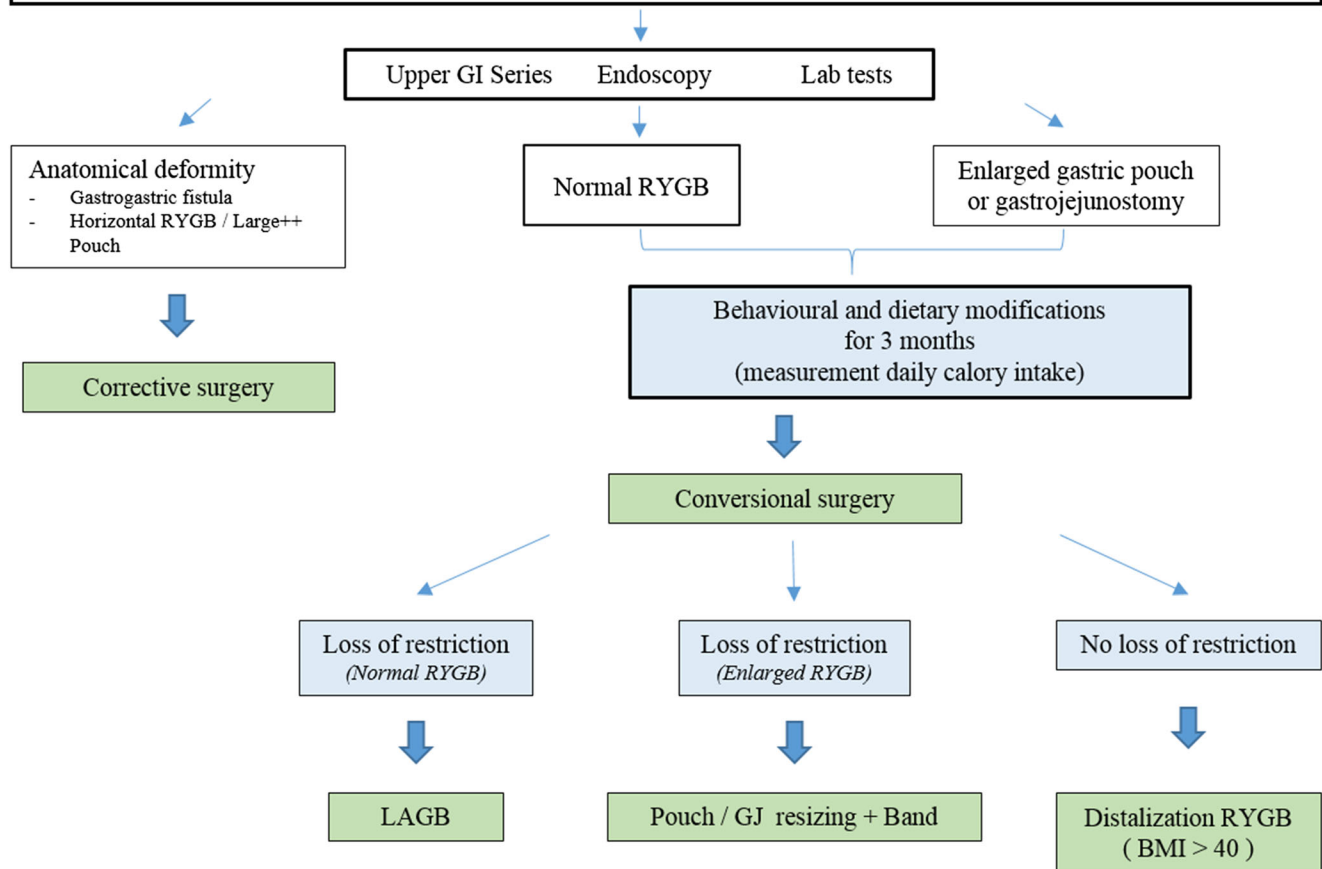 Upper GI Series Endoscopy Lab tests
Anatomical deformity
- Gastrogastric fistula
- Horizontal RYGB / Large++
Pouch
Normal RYGB
Enlarged gastric pouch
or gastrojejunostomy
Behavioural and dietary modifications
for 3 months
(measurement daily calory intake)
Corrective surgery
Conversional surgery
Loss of restriction
(Normal RYGB)
Loss of restriction
(Enlarged RYGB)
No loss of restriction
LAGB
Pouch / GJ resizing + Band
Distalization RYGB
( BMI > 40 )